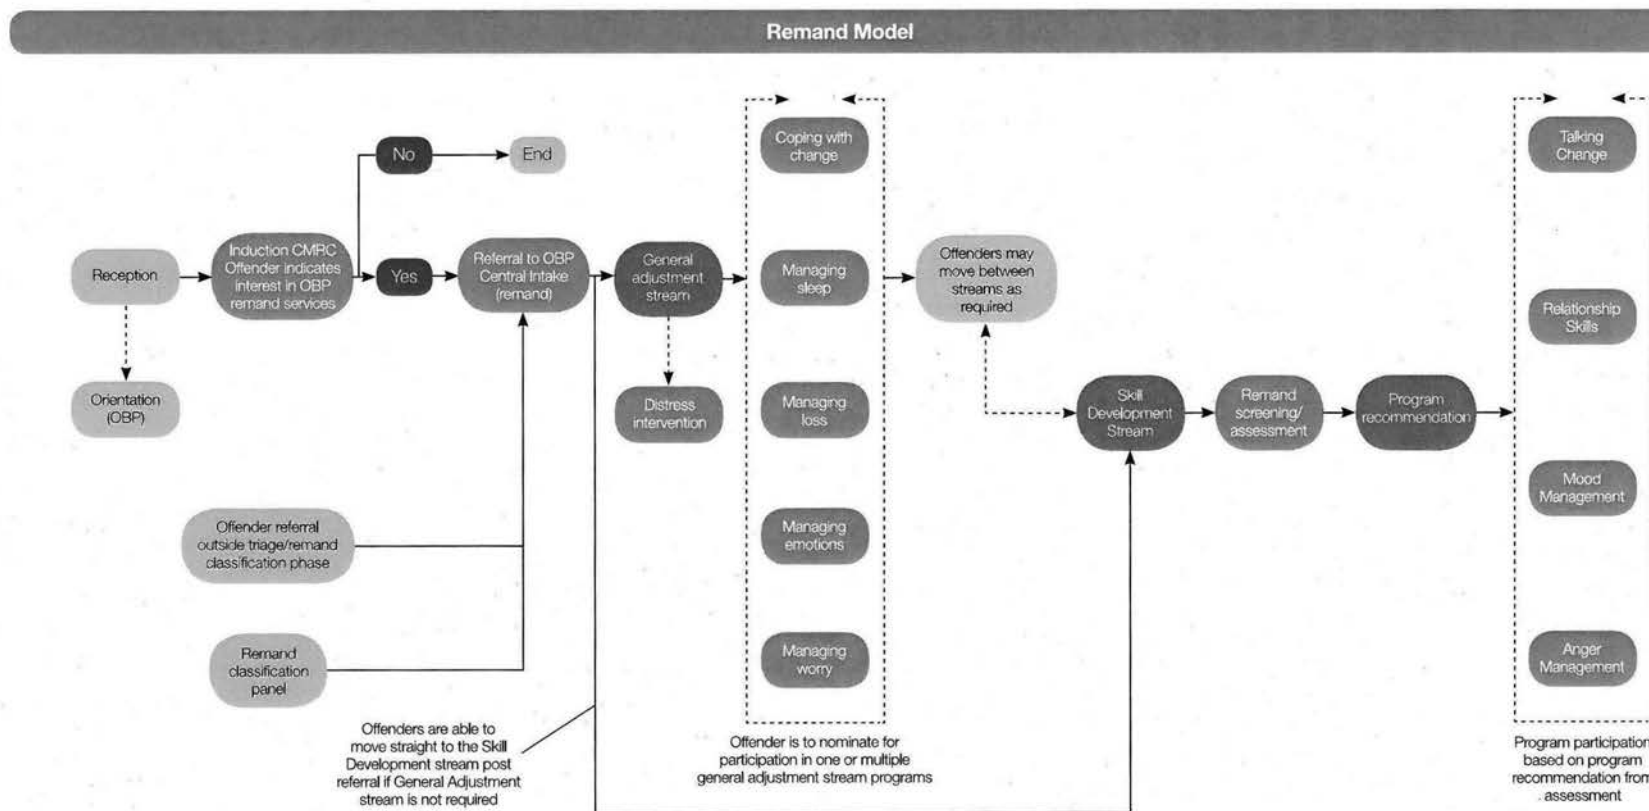 Remand Model
No
End
Reception
Induction CMRC
Offender indicates
interest in OBP
remand services
Yes
Referral to OBP
Central Intake
(remand)
General
adjustment
stream
Orientation
(OBP)
Distress
intervention
Offender referral
outside triage/remand
classification phase
Remand
classification
panel
Offenders are able to
move straight to the Skill
Development stream post
referral if General Adjustment
stream is not required
Coping with
change
Managing
sleep
Managing
loss
Managing
emotions
Managing
worry
Offender is to nominate for
participation in one or multiple
general adjustment stream programs
Offenders may
move between
streams as
required
Skill
Development
Stream
Remand
screening/
assessment
Program
recommendation
Talking
Change
Relationship
Skills
Mood
Management
Anger
Management
Program participation
based on program
recommendation from
assessment